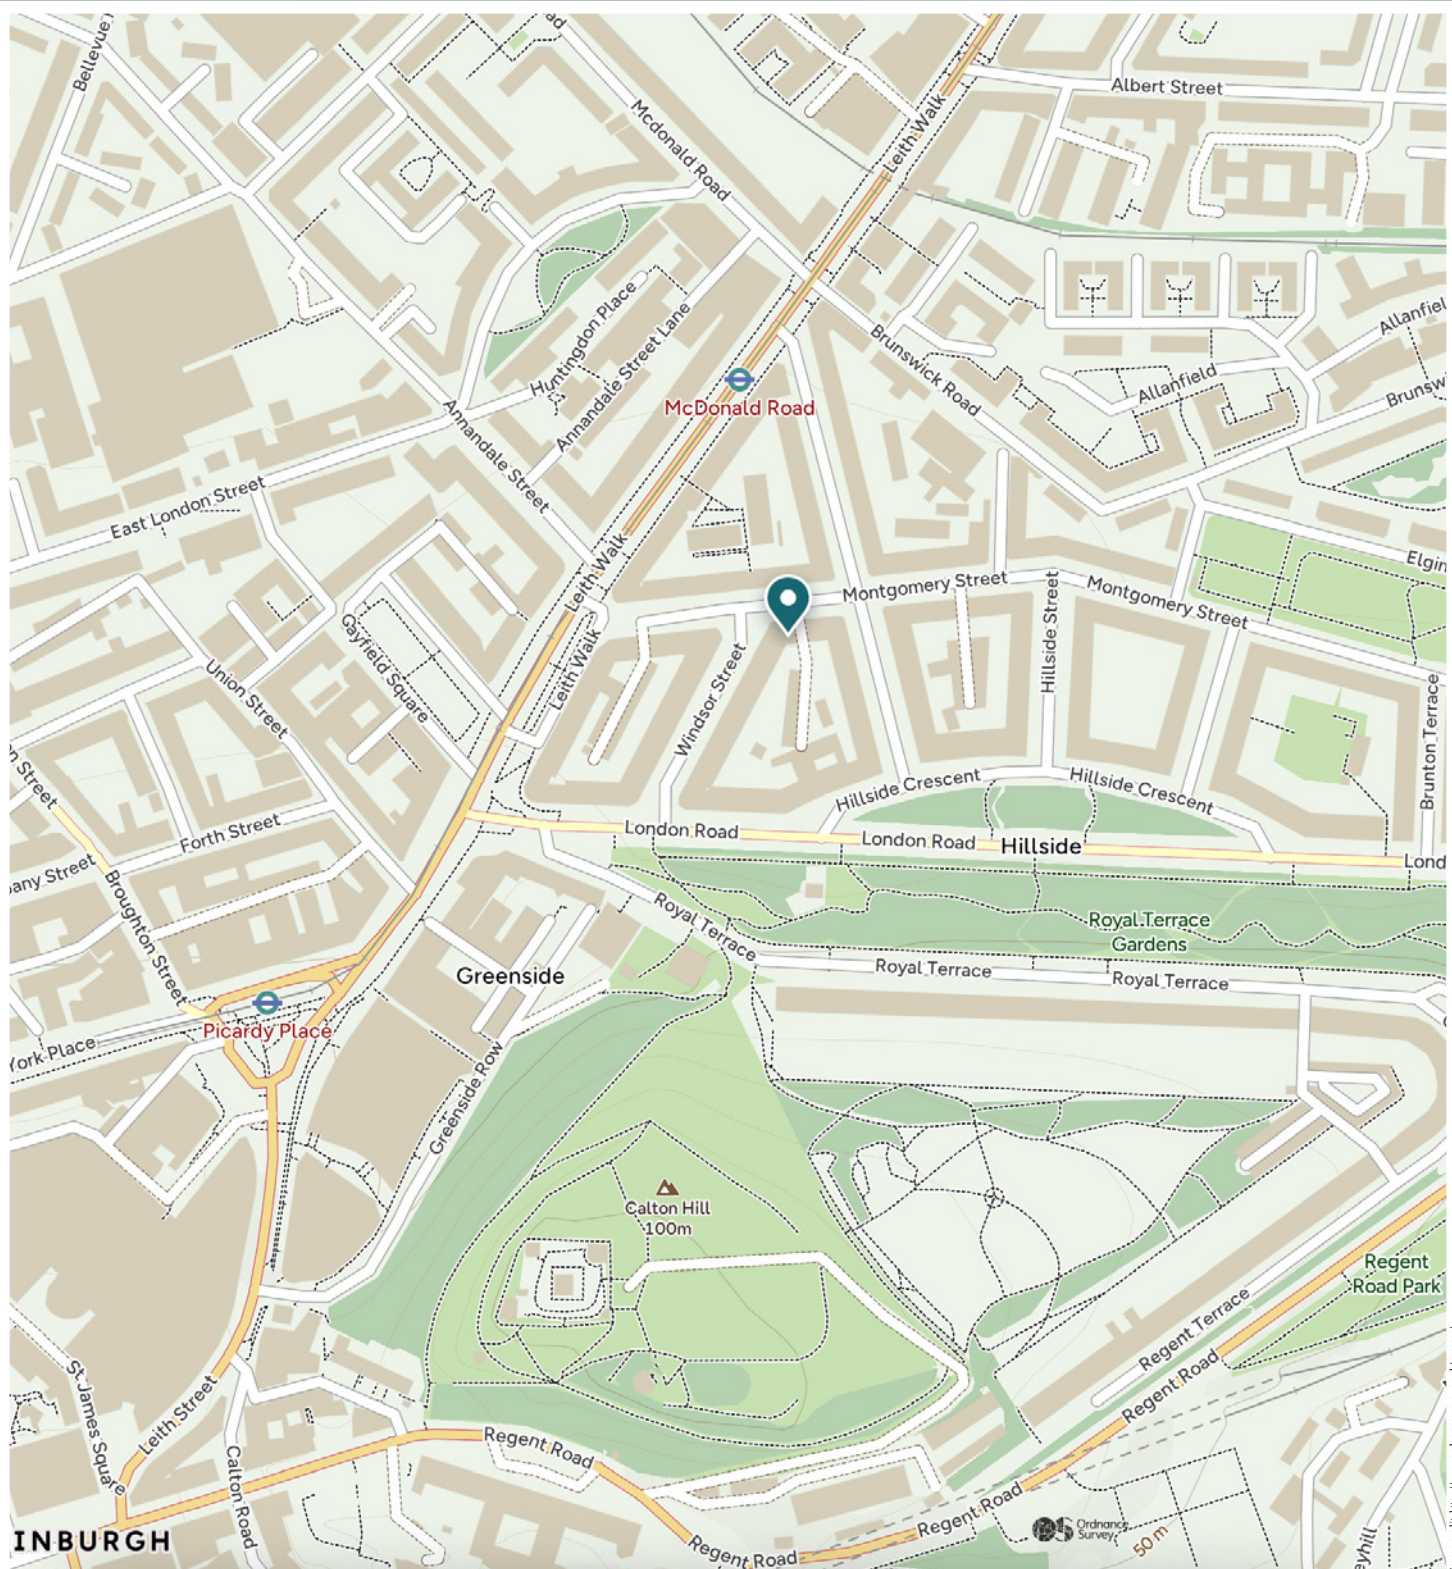 Bellevue
Albert Street
Mcdonald Road
Leith Walk
Huntingdon Place
Annandale Street Lane
Brunswick Road
Allanfield
McDonald Road
Annandale Street
East London Street
Leith Walk
Montgomery Street
Montgomery Street
Elgin
Hillside Street
Gayfield Square
Leith Walk
Windsor Street
Union Street
Brunton Terrace
Hillside Crescent
Hillside Crescent
Forth Street
London Road
London Road
Hillside
Broughton Street
Royal Terrace
Royal Terrace
Gardens
Greenside
Royal Terrace
Royal Terrace
Picardy Place
York Place
Greenside Row
Calton Hill
100m
Regent
Road Park
Regent Terrace
Regent Road
St James Square
Leith Street
Calton Road
Regent Road
Regent Road
Regent Road
Ordnance
Survey
50 m
INBURGH